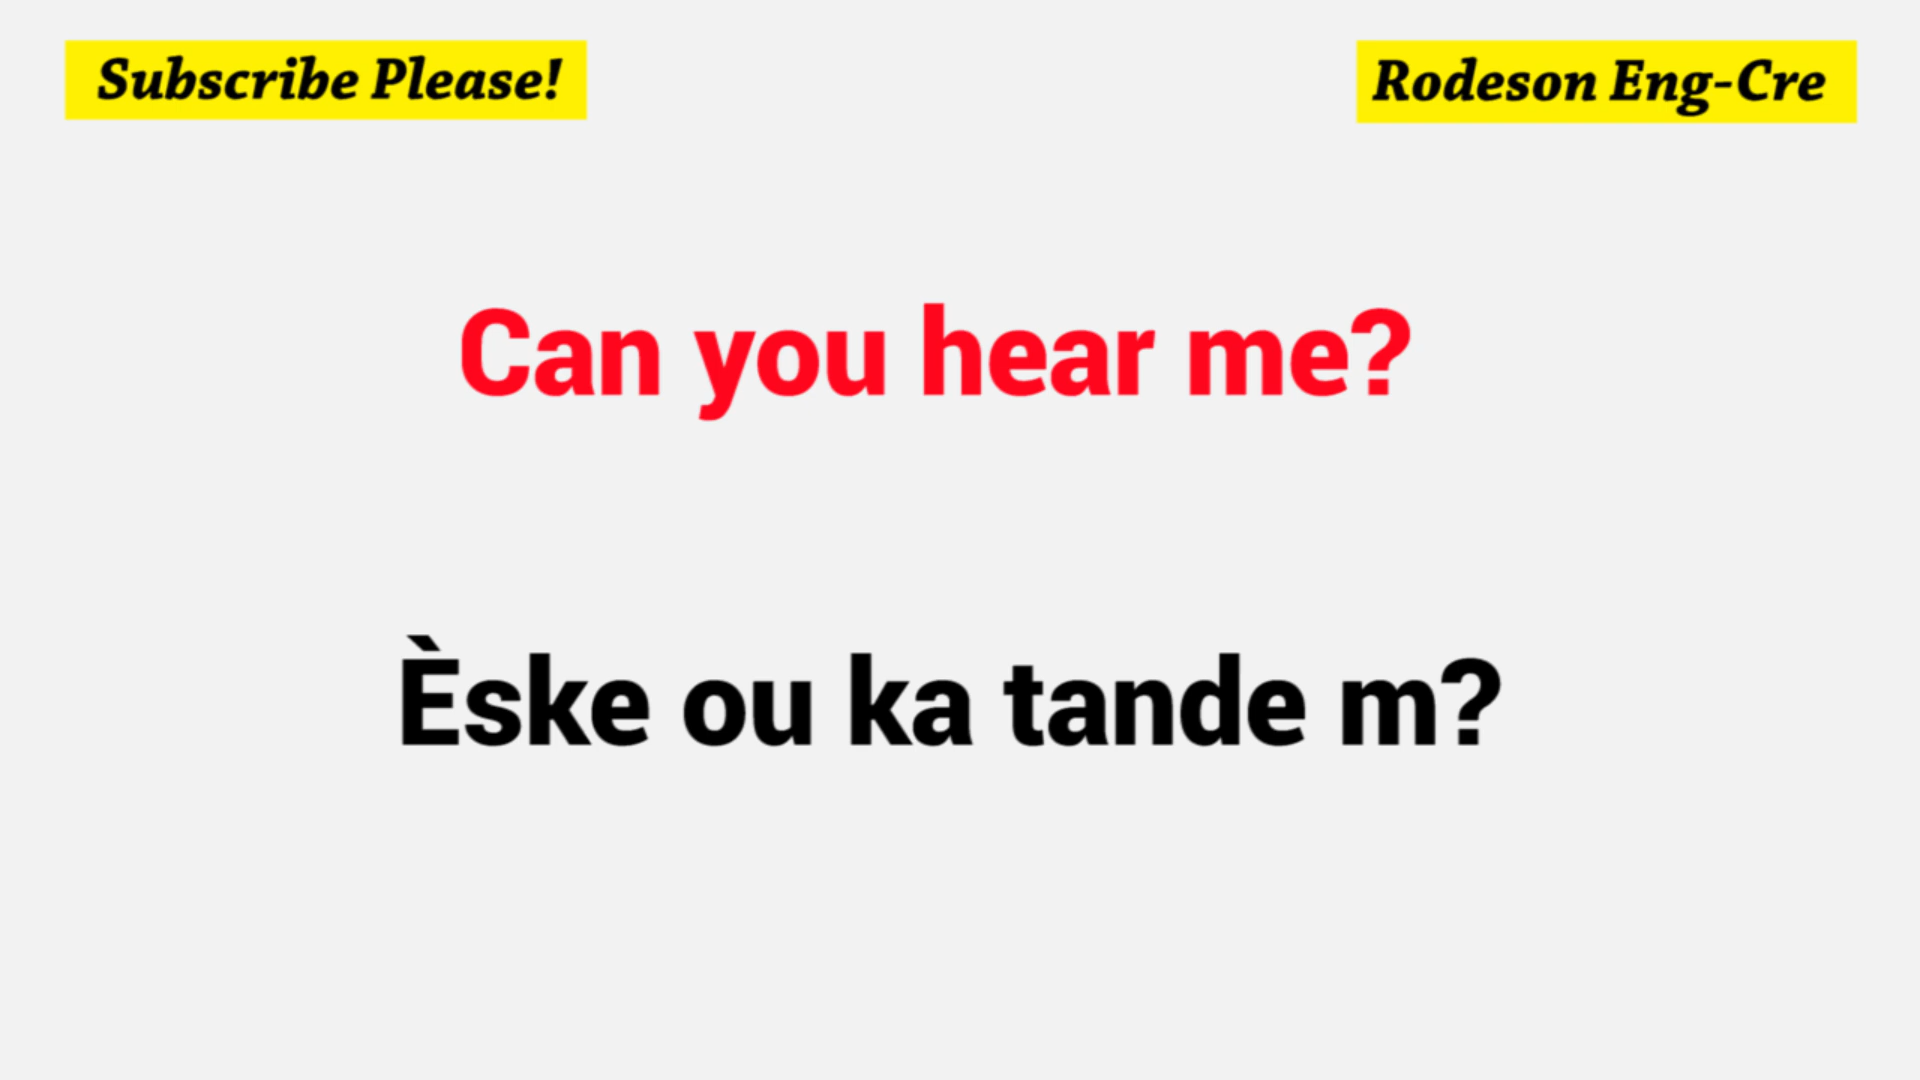 Subscribe Please!
Rodeson Eng-Cre
Can you hear me?
Èske ou ka tande m?